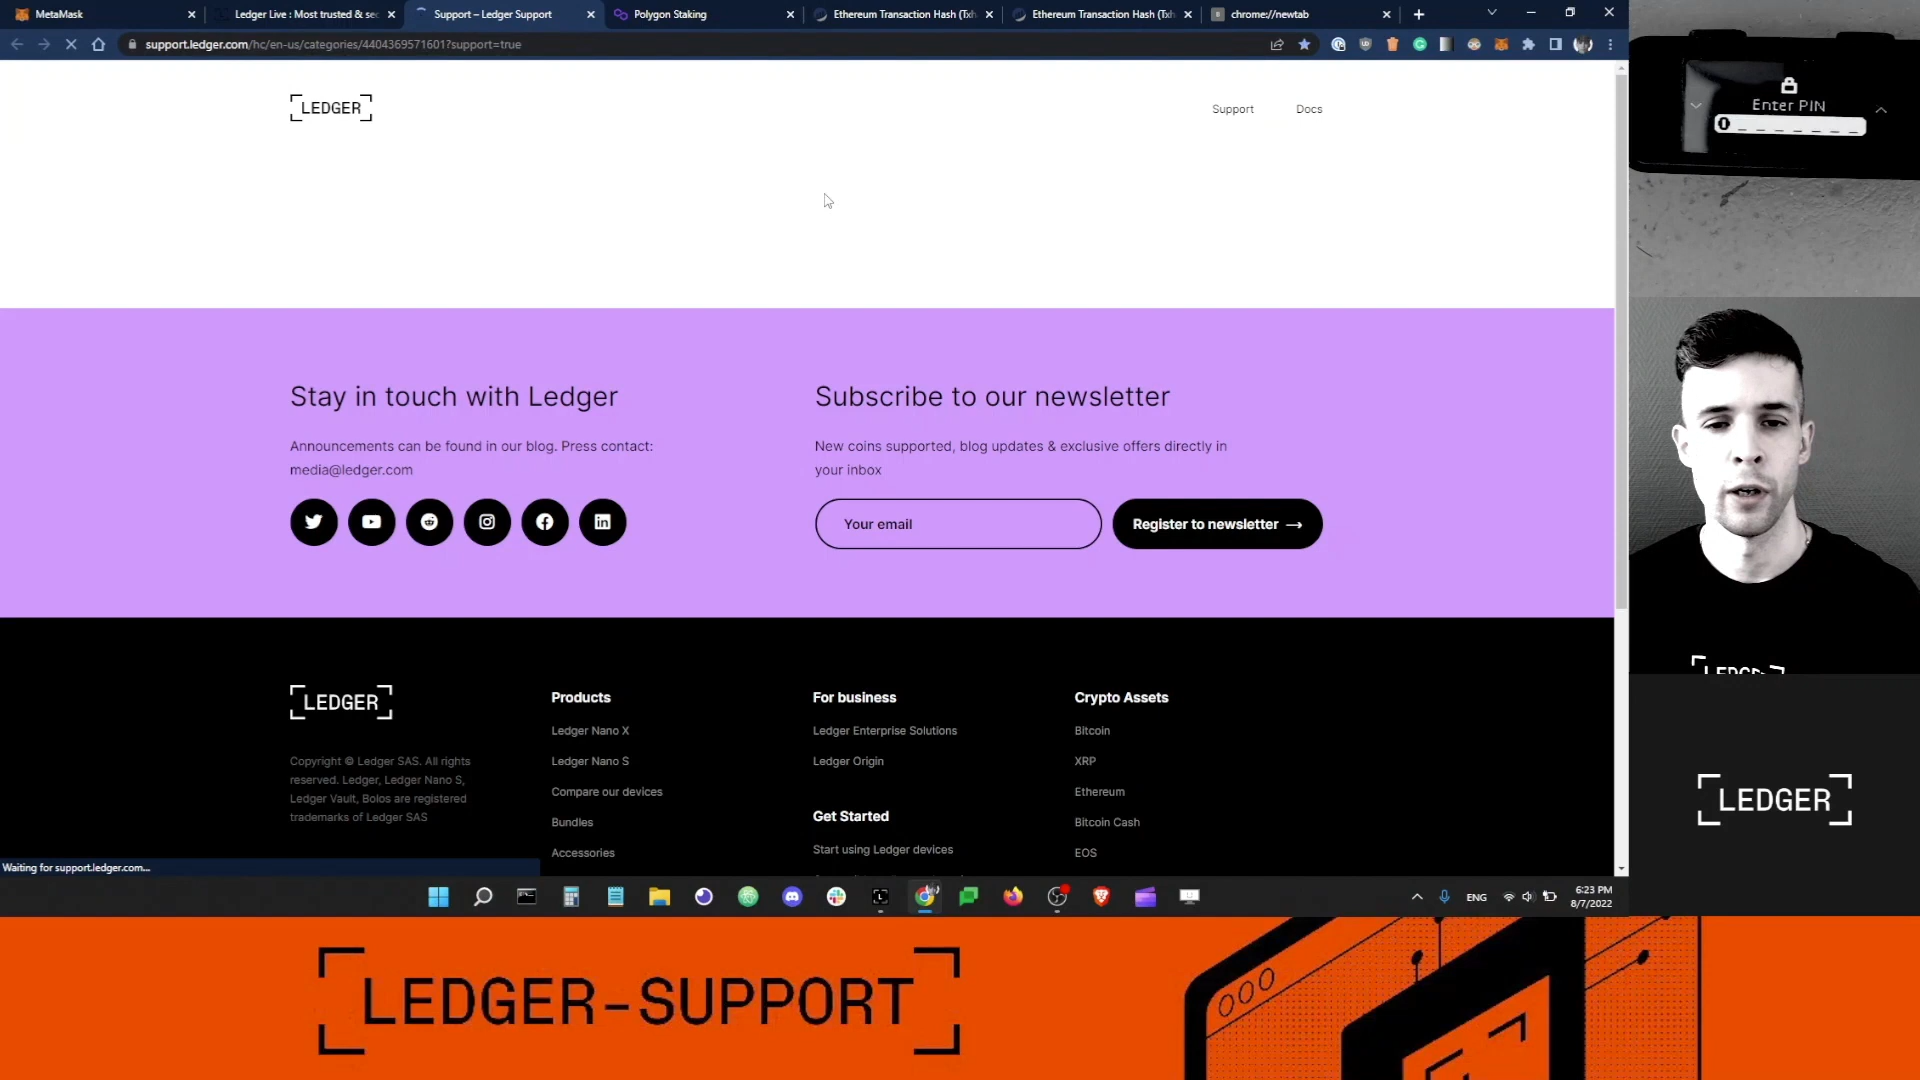 MetaMask
Ledger Live : Most trusted & sec
Support – Ledger Support
Polygon Staking
Ethereum Transaction Hash (Txh
Ethereum Transaction Hash (Txh
chrome://newtab
support.ledger.com/hc/en-us/categories/4404369571601?support=true
LEDGER
Support
Docs
Enter PIN
0 _ _ _ _ _ _ _
Stay in touch with Ledger
Announcements can be found in our blog. Press contact:
media@ledger.com
Subscribe to our newsletter
New coins supported, blog updates & exclusive offers directly in
your inbox
Your email
Register to newsletter →
LEDGER
Copyright © Ledger SAS. All rights
reserved. Ledger, Ledger Nano S,
Ledger Vault, Bolos are registered
trademarks of Ledger SAS
Products
Ledger Nano X
Ledger Nano S
Compare our devices
Bundles
Accessories
For business
Ledger Enterprise Solutions
Ledger Origin
Get Started
Start using Ledger devices
Crypto Assets
Bitcoin
XRP
Ethereum
Bitcoin Cash
EOS
Waiting for support.ledger.com...
ENG
6:23 PM
8/7/2022
LEDGER
LEDGER
LEDGER-SUPPORT